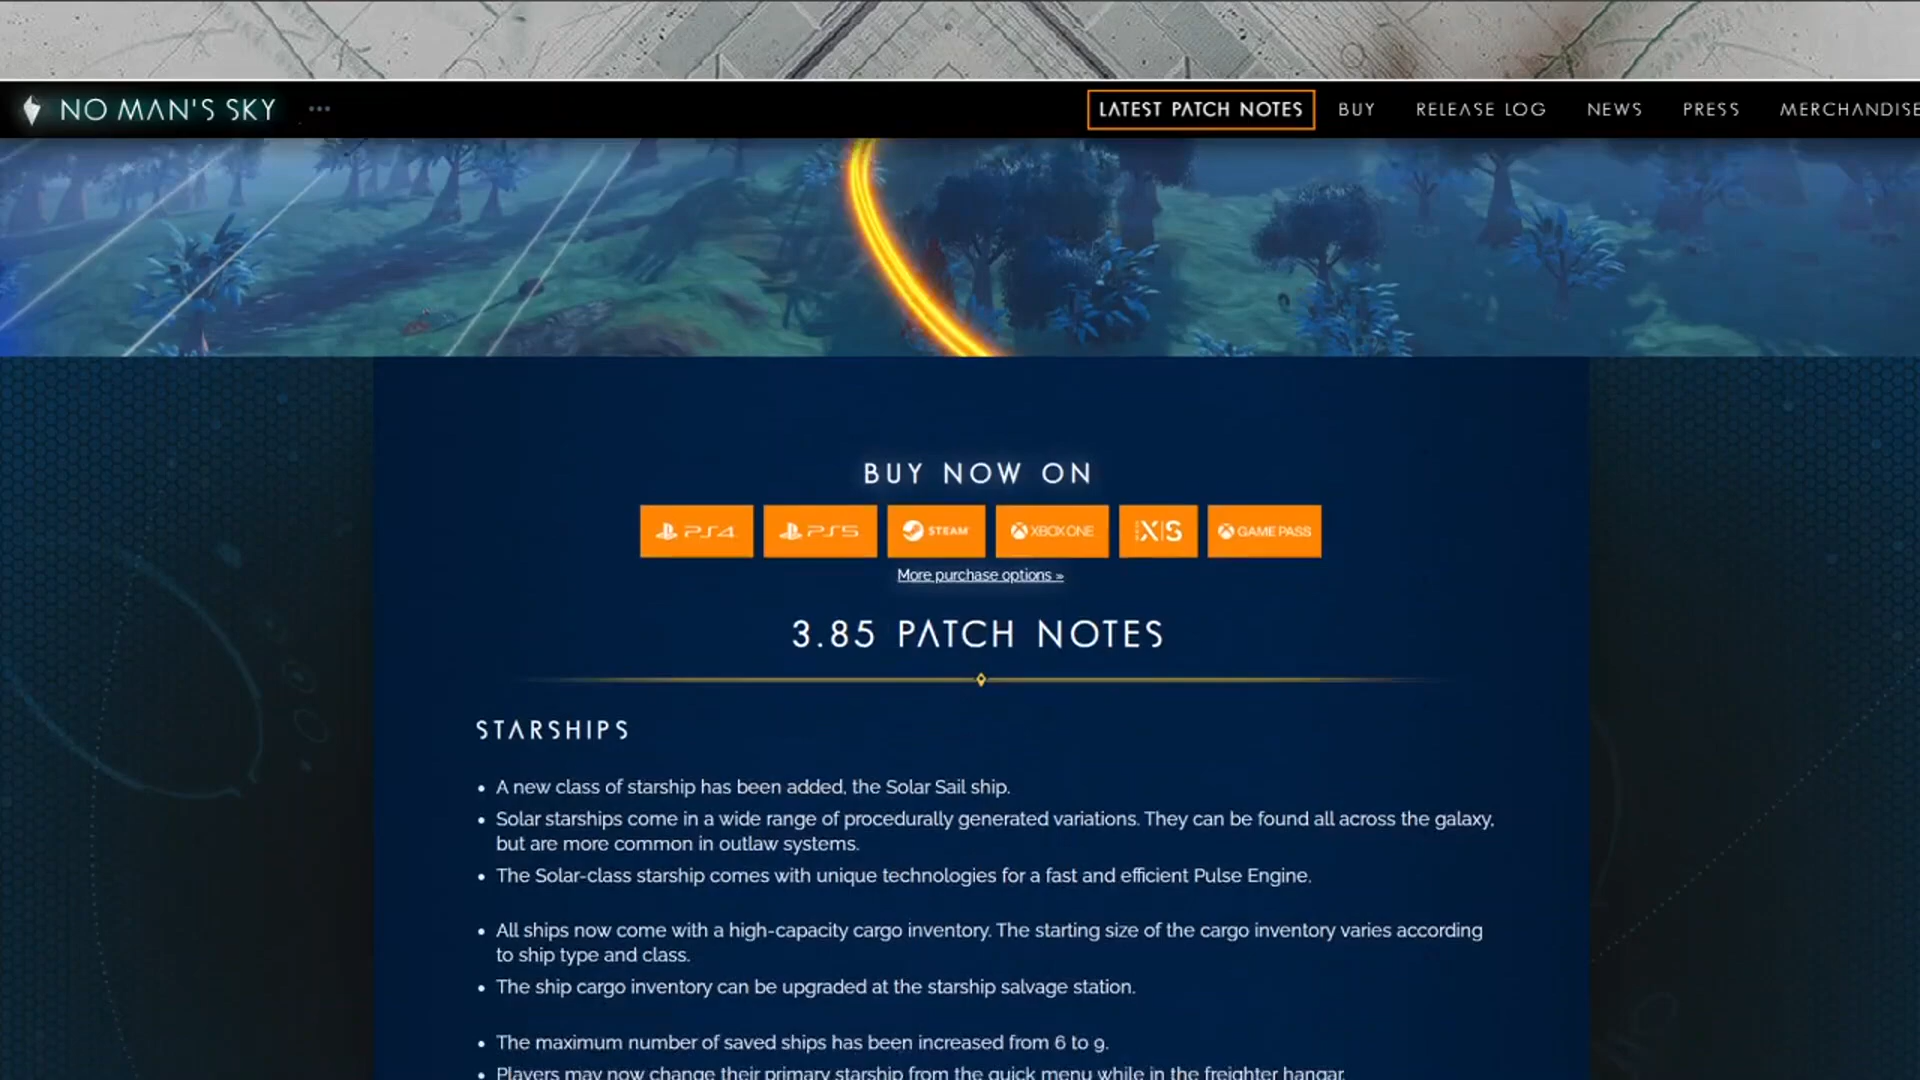 NO MAN'S SKY
LATEST PATCH NOTES
BUY
RELEASE LOG
NEWS
PRESS
MERCHANDISE
BUY NOW ON
PS4
PS5
STEAM
XBOX ONE
X|S
GAME PASS
More purchase options »
3.85 PATCH NOTES
STARSHIPS
• A new class of starship has been added, the Solar Sail ship.
• Solar starships come in a wide range of procedurally generated variations. They can be found all across the galaxy,
but are more common in outlaw systems.
• The Solar-class starship comes with unique technologies for a fast and efficient Pulse Engine.
• All ships now come with a high-capacity cargo inventory. The starting size of the cargo inventory varies according
to ship type and class.
• The ship cargo inventory can be upgraded at the starship salvage station.
• The maximum number of saved ships has been increased from 6 to 9.
• Players may now change their primary starship from the quick menu while in the freighter hangar.